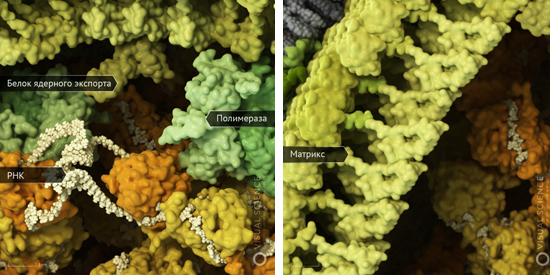 Белок ядерного экспорта
Полимераза
РНК
VISUAL SCIENCE
Матрикс
VISUAL SCIENCE